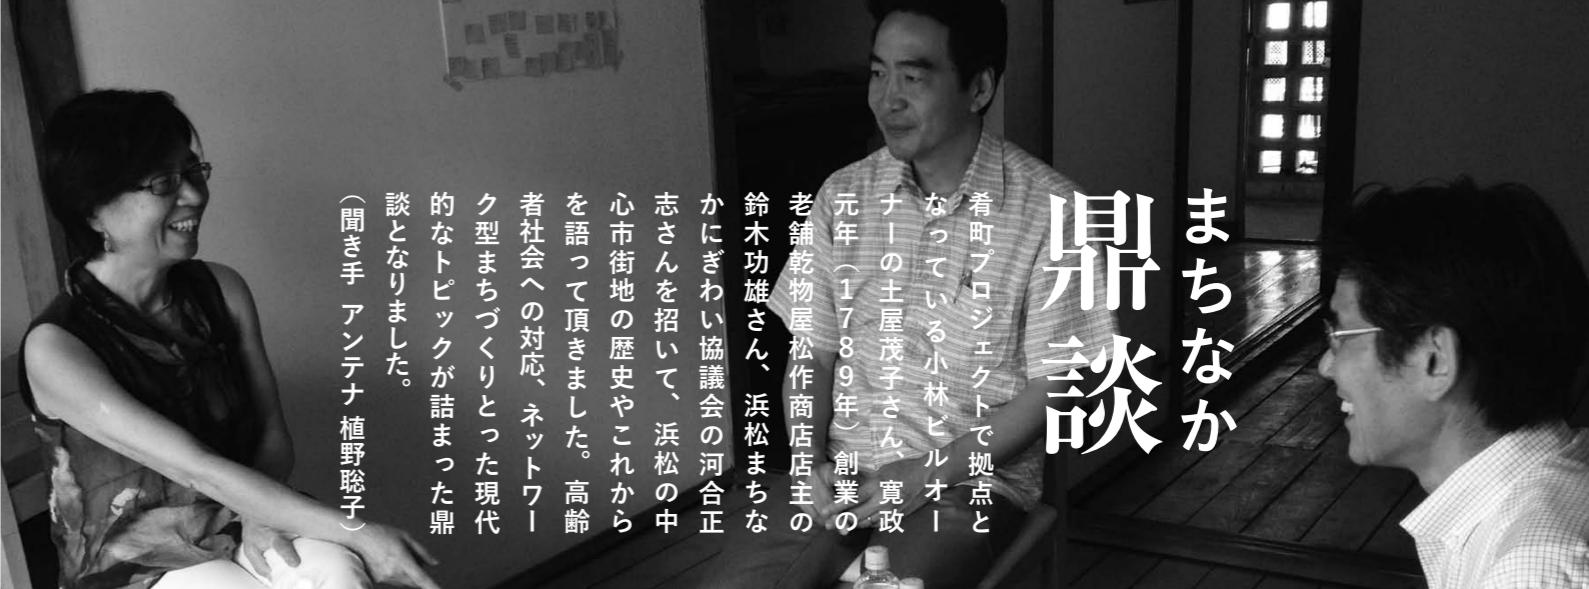 まちなか
鼎談
肴町プロジェクトで拠点と
なっている小林ビルオー
ナーの土屋茂子さん、寛政
元年（1789年）創業の
老舗乾物屋松作商店店主の
鈴木功雄さん、浜松まちな
かにぎわい協議会の河合正
志さんを招いて、浜松の中
心市街地の歴史やこれから
を語って頂きました。高齢
者社会への対応、ネットワー
ク型まちづくりとった現代
的なトピックが詰まった鼎
談となりました。
（聞き手 アンテナ 植野聡子）